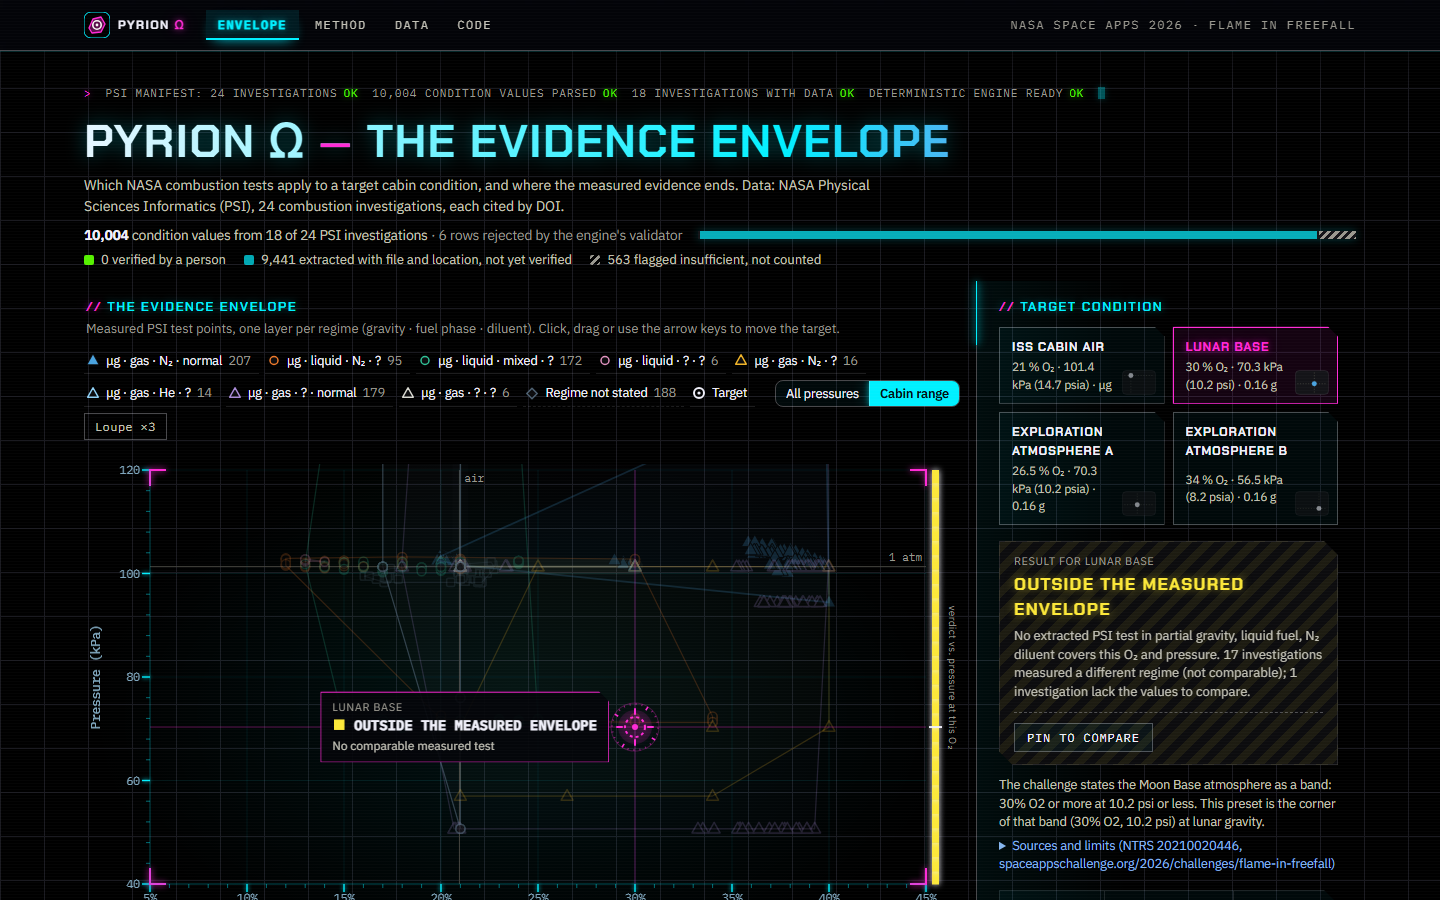 PYRION Ω
ENVELOPE
METHOD
DATA
CODE
NASA SPACE APPS 2026 · FLAME IN FREEFALL
> PSI MANIFEST: 24 INVESTIGATIONS OK 10,004 CONDITION VALUES PARSED OK 18 INVESTIGATIONS WITH DATA OK DETERMINISTIC ENGINE READY OK
PYRION Ω — THE EVIDENCE ENVELOPE
Which NASA combustion tests apply to a target cabin condition, and where the measured evidence ends. Data: NASA Physical
Sciences Informatics (PSI), 24 combustion investigations, each cited by DOI.
10,004 condition values from 18 of 24 PSI investigations · 6 rows rejected by the engine's validator
0 verified by a person
9,441 extracted with file and location, not yet verified
563 flagged insufficient, not counted
// THE EVIDENCE ENVELOPE
Measured PSI test points, one layer per regime (gravity · fuel phase · diluent). Click, drag or use the arrow keys to move the target.
µg · gas · N₂ · normal 207
µg · liquid · N₂ · ? 95
µg · liquid · mixed · ? 172
µg · liquid · ? · ? 6
µg · gas · N₂ · ? 16
µg · gas · He · ? 14
µg · gas · ? · normal 179
µg · gas · ? · ? 6
Regime not stated 188
Target
All pressures
Cabin range
Loupe ×3
120
100
80
60
40
Pressure (kPa)
air
1 atm
verdict vs. pressure at this O₂
LUNAR BASE
OUTSIDE THE MEASURED ENVELOPE
No comparable measured test
5%
10%
15%
20%
25%
30%
35%
40%
45%
// TARGET CONDITION
ISS CABIN AIR
21 % O₂ · 101.4
kPa (14.7 psia) · µg
LUNAR BASE
30 % O₂ · 70.3 kPa
(10.2 psi) · 0.16 g
EXPLORATION
ATMOSPHERE A
26.5 % O₂ · 70.3
kPa (10.2 psia) ·
0.16 g
EXPLORATION
ATMOSPHERE B
34 % O₂ · 56.5 kPa
(8.2 psia) · 0.16 g
RESULT FOR LUNAR BASE
OUTSIDE THE MEASURED
ENVELOPE
No extracted PSI test in partial gravity, liquid fuel, N₂
diluent covers this O₂ and pressure. 17 investigations
measured a different regime (not comparable); 1
investigation lack the values to compare.
PIN TO COMPARE
The challenge states the Moon Base atmosphere as a band:
30% O2 or more at 10.2 psi or less. This preset is the corner
of that band (30% O2, 10.2 psi) at lunar gravity.
▶ Sources and limits (NTRS 20210020446,
spaceappschallenge.org/2026/challenges/flame-in-freefall)